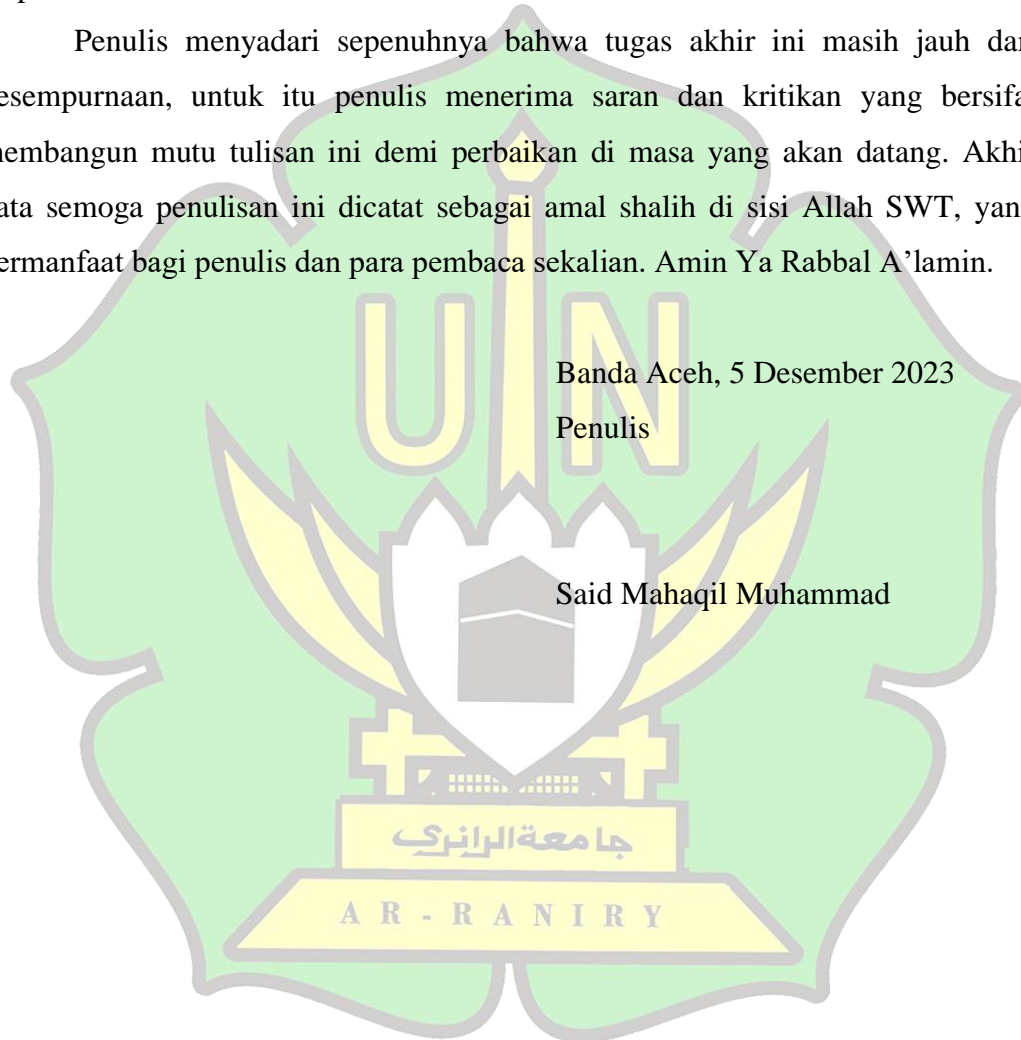 Penulis menyadari sepenuhnya bahwa tugas akhir ini masih jauh dar
esempurnaan, untuk itu penulis menerima saran dan kritikan yang bersifa
nembangun mutu tulisan ini demi perbaikan di masa yang akan datang. Akhi
ata semoga penulisan ini dicatat sebagai amal shalih di sisi Allah SWT, yan
ermanfaat bagi penulis dan para pembaca sekalian. Amin Ya Rabbal A’lamin.
UIN
Banda Aceh, 5 Desember 2023
Penulis
Said Mahaqil Muhammad
جامعةالرانري
AR-RANIRY